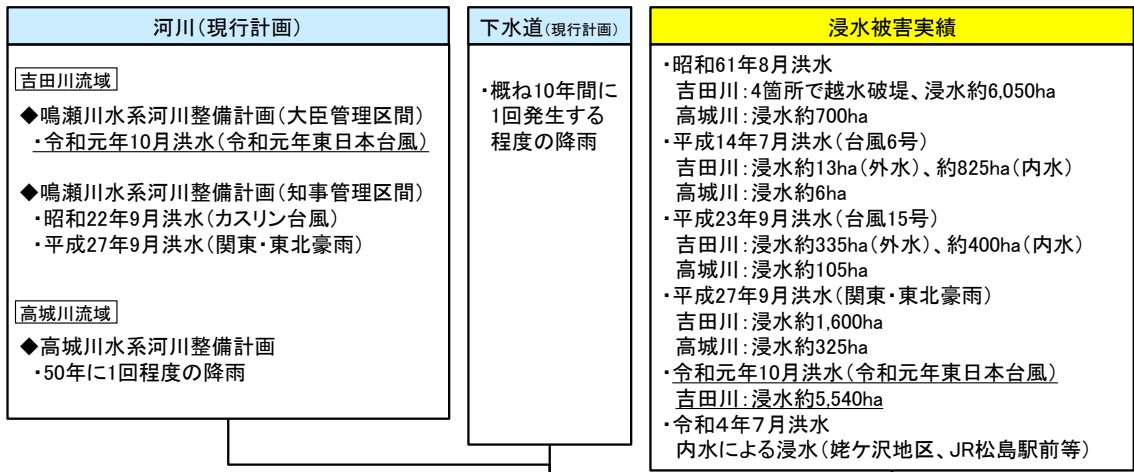 河川(現行計画)
吉田川流域
◆鳴瀬川水系河川整備計画(大臣管理区間)
・令和元年10月洪水(令和元年東日本台風)
◆鳴瀬川水系河川整備計画(知事管理区間)
・昭和22年9月洪水(カスリン台風)
・平成27年9月洪水(関東・東北豪雨)
高城川流域
◆高城川水系河川整備計画
・50年に1回程度の降雨
下水道(現行計画)
・概ね10年間に
1回発生する
程度の降雨
浸水被害実績
・昭和61年8月洪水
吉田川:4箇所で越水破堤、浸水約6,050ha
高城川:浸水約700ha
・平成14年7月洪水(台風6号)
吉田川:浸水約13ha(外水)、約825ha(内水)
高城川:浸水約6ha
・平成23年9月洪水(台風15号)
吉田川:浸水約335ha(外水)、約400ha(内水)
高城川:浸水約105ha
・平成27年9月洪水(関東・東北豪雨)
吉田川:浸水約1,600ha
高城川:浸水約325ha
・令和元年10月洪水(令和元年東日本台風)
吉田川:浸水約5,540ha
・令和4年7月洪水
内水による浸水(姥ケ沢地区、JR松島駅前等)